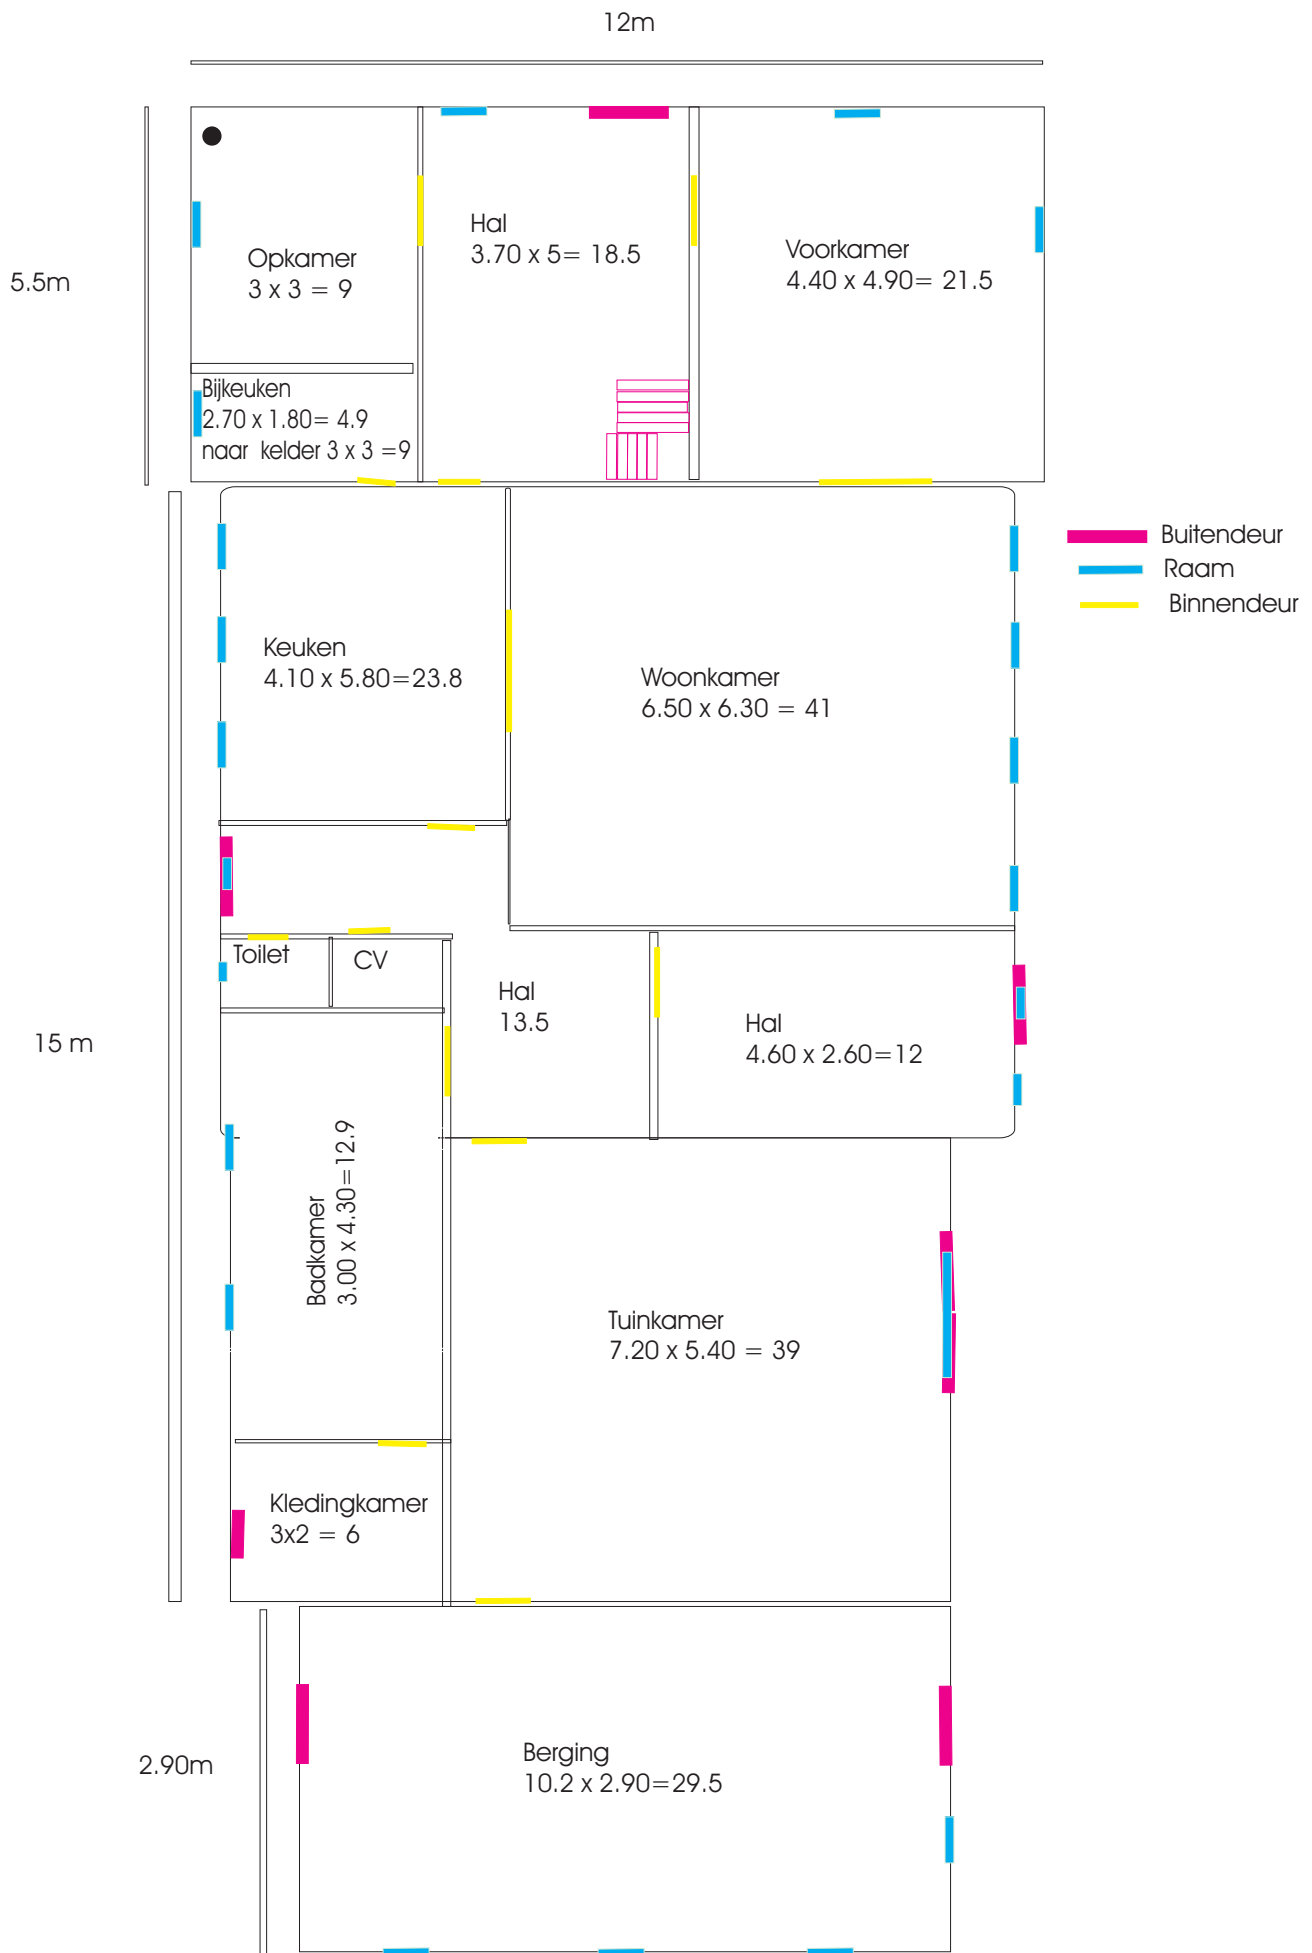 12m
5.5m
Opkamer
3 x 3 = 9
Hal
3.70 x 5= 18.5
Voorkamer
4.40 x 4.90= 21.5
Bijkeuken
2.70 x 1.80= 4.9
naar kelder 3 x 3 =9
Buitendeur
Raam
Binnendeur
Keuken
4.10 x 5.80=23.8
Woonkamer
6.50 x 6.30 = 41
Toilet
CV
Hal
13.5
Hal
4.60 x 2.60=12
15 m
Badkamer
3.00 x 4.30=12.9
Tuinkamer
7.20 x 5.40 = 39
Kledingkamer
3x2 = 6
2.90m
Berging
10.2 x 2.90=29.5